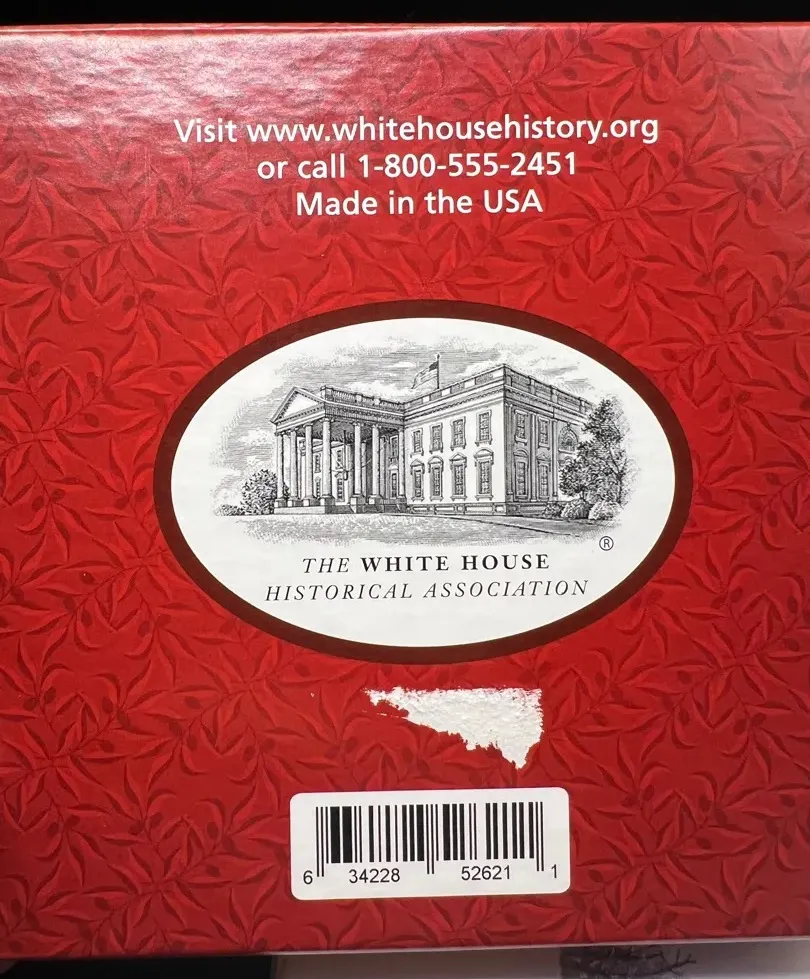 Visit www.whitehousehistory.org
or call 1-800-555-2451
Made in the USA
®
THE WHITE HOUSE
HISTORICAL ASSOCIATION
6 34228 52621 1